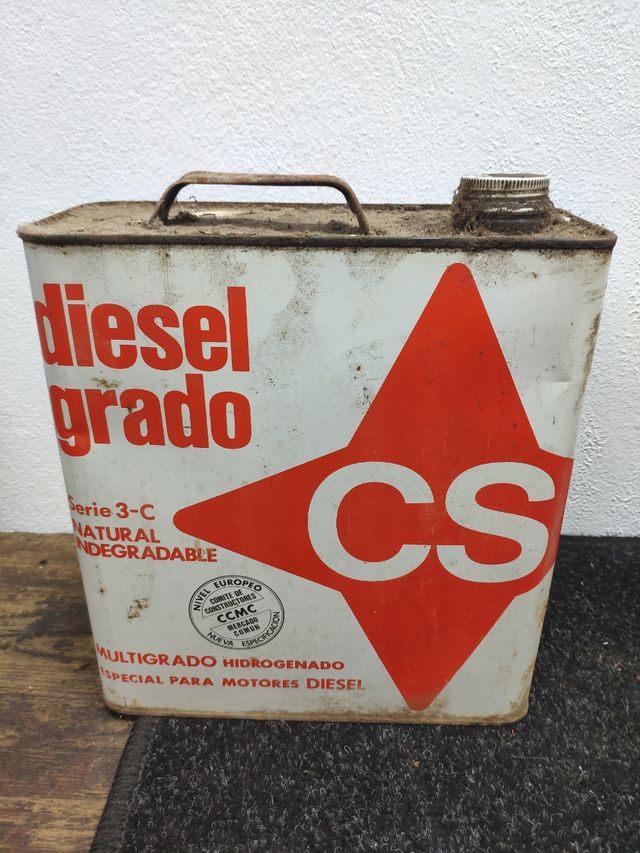 diesel
grado
CS
Serie 3-C
NATURAL
INDEGRADABLE
NIVEL EUROPEO
COMITE DE
CONSTRUCTORES
CCMC
MERCADO
COMUN
NUEVA ESPECIFICACION
MULTIGRADO HIDROGENADO
ESPECIAL PARA MOTORES DIESEL